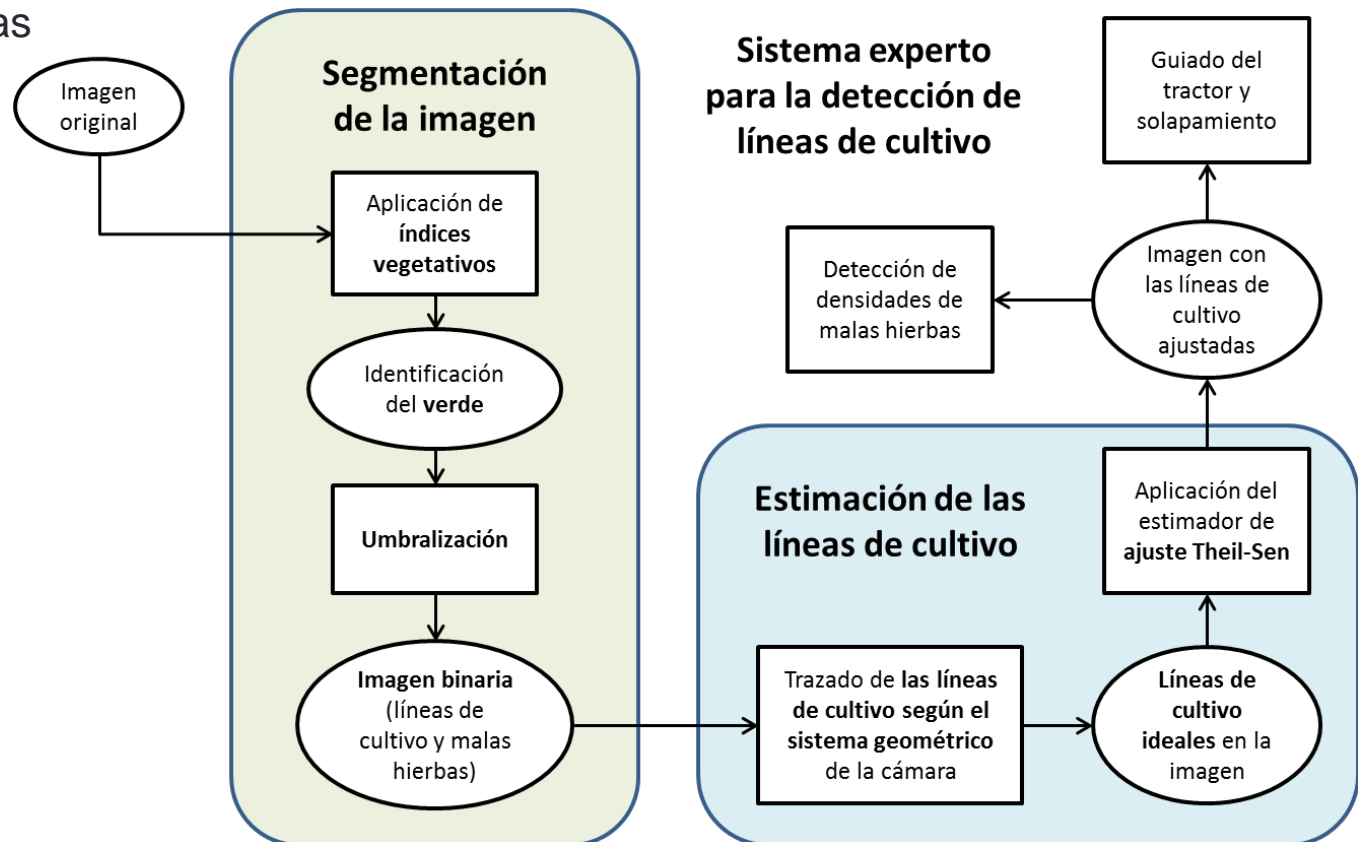 as
Imagen
original
Segmentación
de la imagen
Aplicación de
índices
vegetativos
Identificación
del verde
Umbralización
Imagen binaria
(líneas de
cultivo y malas
hierbas)
Sistema experto
para la detección de
líneas de cultivo
Guiado del
tractor y
solapamiento
Detección de
densidades de
malas hierbas
Imagen con
las líneas de
cultivo
ajustadas
Estimación de las
líneas de cultivo
Aplicación del
estimador de
ajuste Theil-Sen
Trazado de las líneas
de cultivo según el
sistema geométrico
de la cámara
Líneas de
cultivo
ideales en la
imagen